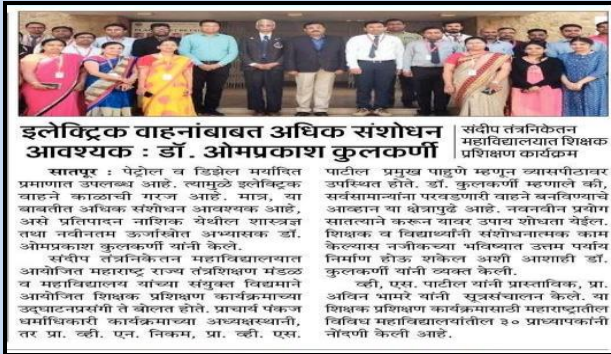 इलेक्ट्रिक वाहनांबाबत अधिक संशोधन
आवश्यक : डॉ. ओमप्रकाश कुलकर्णी
संदीप तंत्रनिकेतन
महाविद्यालयात शिक्षक
प्रशिक्षण कार्यक्रम
सातपूर : पेट्रोल व डिझेल मर्यादित
प्रमाणात उपलब्ध आहे. त्यामुळे इलेक्ट्रिक
वाहने काळाची गरज आहे. मात्र, या
बाबतीत अधिक संशोधन आवश्यक आहे,
असे प्रतिपादन नाशिक येथील शास्त्रज्ञ
तथा नवीनतम ऊर्जास्रोत अभ्यासक डॉ.
ओमप्रकाश कुलकर्णी यांनी केले.
संदीप तंत्रनिकेतन महाविद्यालयात
आयोजित महाराष्ट्र राज्य तंत्रशिक्षण मंडळ
व महाविद्यालय यांच्या संयुक्त विद्यमाने
आयोजित शिक्षक प्रशिक्षण कार्यक्रमाच्या
उद्घाटनप्रसंगी ते बोलत होते. प्राचार्य पंकज
धर्माधिकारी कार्यक्रमाच्या अध्यक्षस्थानी,
तर प्रा. व्ही. एन. निकम, प्रा. व्ही. एस.
पाटील प्रमुख पाहुणे म्हणून व्यासपीठावर
उपस्थित होते. डॉ. कुलकर्णी म्हणाले की,
सर्वसामान्यांना परवडणारी वाहने बनविण्याचे
आव्हान या क्षेत्रापुढे आहे. नवनवीन प्रयोग
सातत्याने करून यावर उपाय शोधता येईल.
शिक्षक व विद्यार्थ्यांनी संशोधनात्मक काम
केल्यास नजीकच्या भविष्यात उत्तम पर्याय
निर्माण होऊ शकेल अशी आशाही डॉ.
कुलकर्णी यांनी व्यक्त केली.
व्ही. एस. पाटील यांनी प्रास्ताविक, प्रा.
अविन भामरे यांनी सूत्रसंचालन केले. या
शिक्षक प्रशिक्षण कार्यक्रमासाठी महाराष्ट्रातील
विविध महाविद्यालयांतील ३० प्राध्यापकांनी
नोंदणी केली आहे.